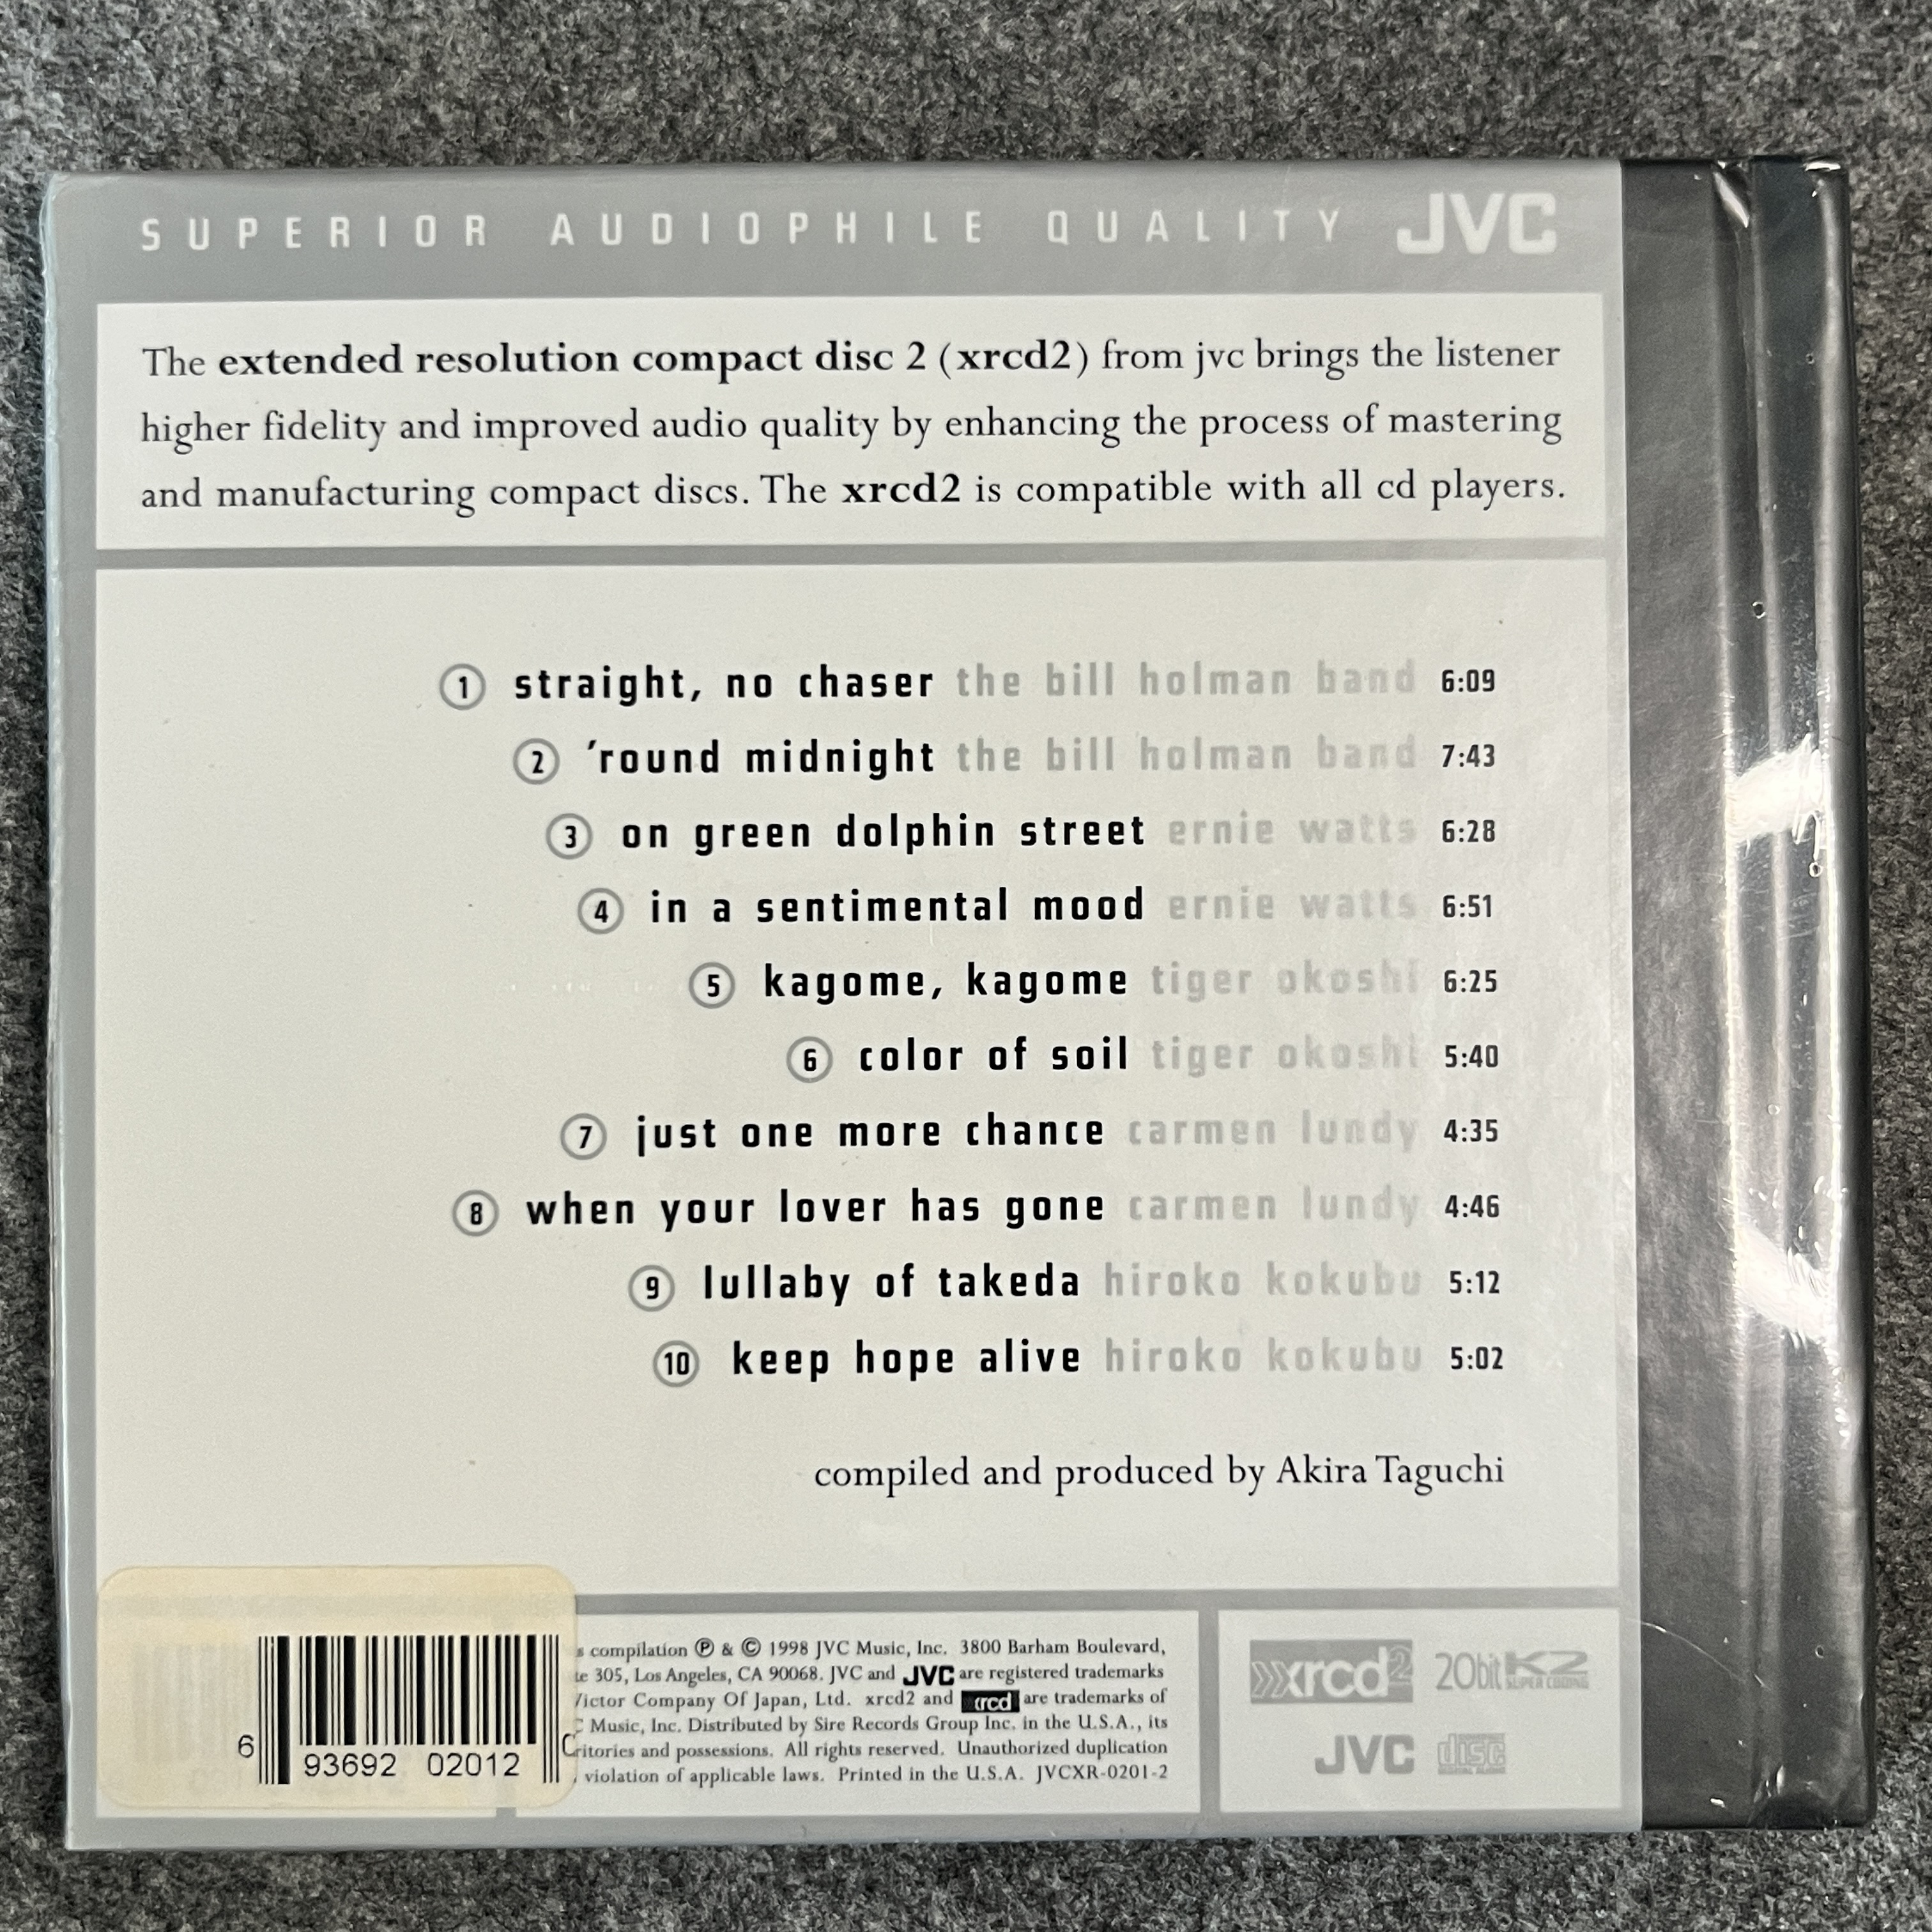 SUPERIOR AUDIOPHILE QUALITY JVC
The extended resolution compact disc 2 (xrcd2) from jvc brings the listener
higher fidelity and improved audio quality by enhancing the process of mastering
and manufacturing compact discs. The xrcd2 is compatible with all cd players.
1 straight, no chaser the bill holman band 6:09
2 'round midnight the bill holman band 7:43
3 on green dolphin street ernie watts 6:28
4 in a sentimental mood ernie watts 6:51
5 kagome, kagome tiger okoshi 6:25
6 color of soil tiger okoshi 5:40
7 just one more chance carmen lundy 4:35
8 when your lover has gone carmen lundy 4:46
9 lullaby of takeda hiroko kokubu 5:12
10 keep hope alive hiroko kokubu 5:02
compiled and produced by Akira Taguchi
6 93692 02012
compilation ℗ & © 1998 JVC Music, Inc. 3800 Barham Boulevard,
305, Los Angeles, CA 90068. JVC and JVC are registered trademarks
Victor Company Of Japan, Ltd. xrcd2 and xrcd are trademarks of
Music, Inc. Distributed by Sire Records Group Inc. in the U.S.A., its
and possessions. All rights reserved. Unauthorized duplication
violation of applicable laws. Printed in the U.S.A. JVCXR-0201-2
xrcd2 20bit K2 SUPER CODING
JVC disc DIGITAL AUDIO